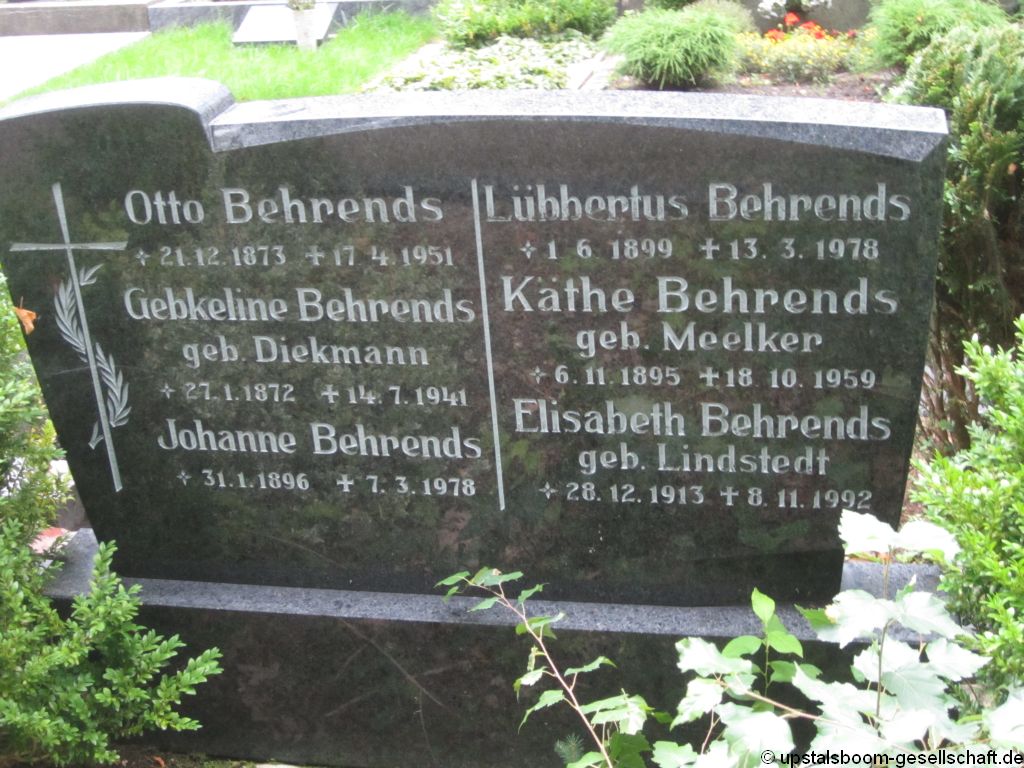 Otto Behrends
✧ 21.12.1873 ✝ 17.4.1951
Gebkeline Behrends
geb. Diekmann
✧ 27.1.1872 ✝ 14.7.1941
Johanne Behrends
✧ 31.1.1896 ✝ 7.3.1978
Lübbertus Behrends
✧ 1.6.1899 ✝ 13.3.1978
Käthe Behrends
geb. Meelker
✧ 6.11.1895 ✝ 18.10.1959
Elisabeth Behrends
geb. Lindstedt
✧ 28.12.1913 ✝ 8.11.1992
© upstalsboom-gesellschaft.de